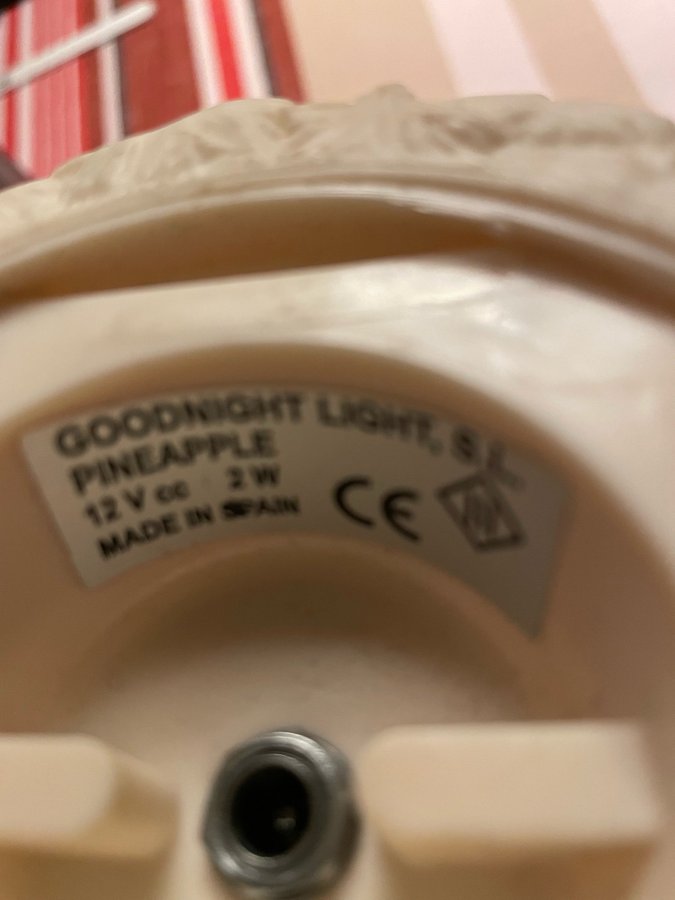 GOODNIGHT LIGHT, S.L.
PINEAPPLE
12 V cc 2 W
MADE IN SPAIN
CE